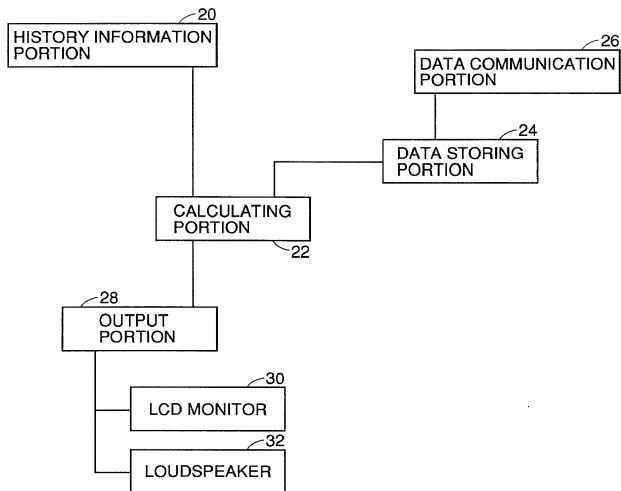 20
HISTORY INFORMATION
PORTION
26
DATA COMMUNICATION
PORTION
24
DATA STORING
PORTION
CALCULATING
PORTION
22
28
OUTPUT
PORTION
30
LCD MONITOR
32
LOUDSPEAKER